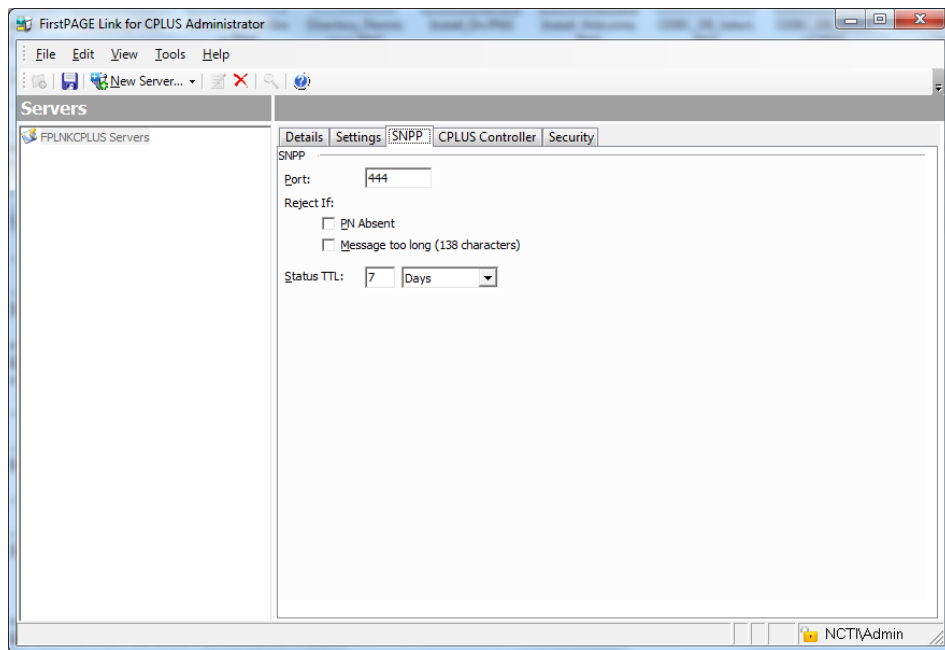 FirstPAGE Link for CPLUS Administrator
File Edit View Tools Help
New Server...
Servers
FPLNKCPLUS Servers
Details Settings SNPP CPLUS Controller Security
SNPP
Port: 444
Reject If:
PN Absent
Message too long (138 characters)
Status TTL: 7 Days
NCTI\Admin